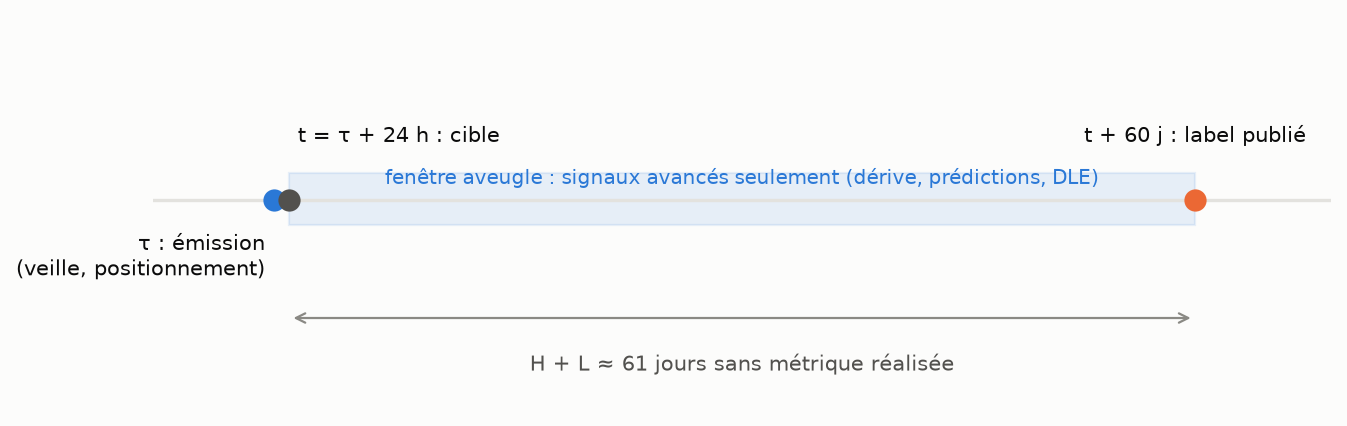 t = τ + 24 h : cible
t + 60 j : label publié
fenêtre aveugle : signaux avancés seulement (dérive, prédictions, DLE)
τ : émission
(veille, positionnement)
H + L ≈ 61 jours sans métrique réalisée